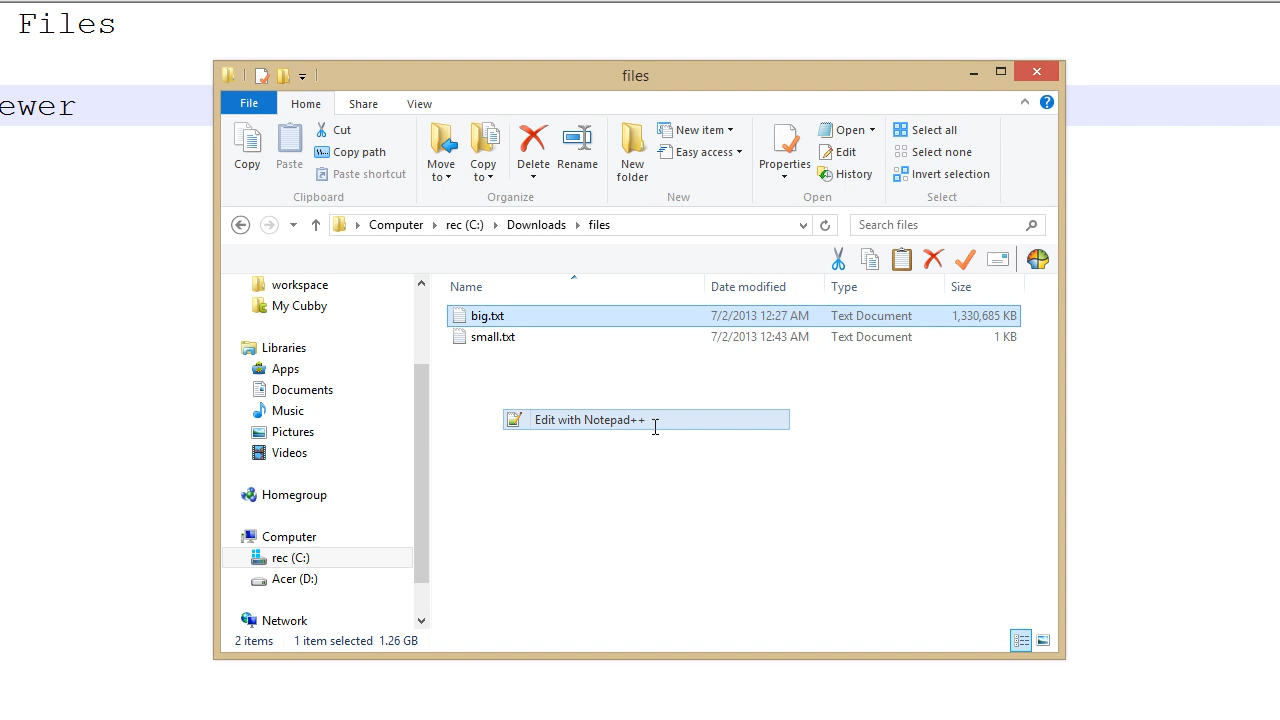 Files
ewer
files
File Home Share View
Copy
Paste
Cut
Copy path
Paste shortcut
Clipboard
Move to
Copy to
Delete
Rename
Organize
New folder
New item
Easy access
New
Properties
Open
Edit
History
Open
Select all
Select none
Invert selection
Select
Computer rec (C:) Downloads files
Search files
workspace
My Cubby
Libraries
Apps
Documents
Music
Pictures
Videos
Homegroup
Computer
rec (C:)
Acer (D:)
Network
Name Date modified Type Size
big.txt 7/2/2013 12:27 AM Text Document 1,330,685 KB
small.txt 7/2/2013 12:43 AM Text Document 1 KB
Edit with Notepad++
2 items 1 item selected 1.26 GB